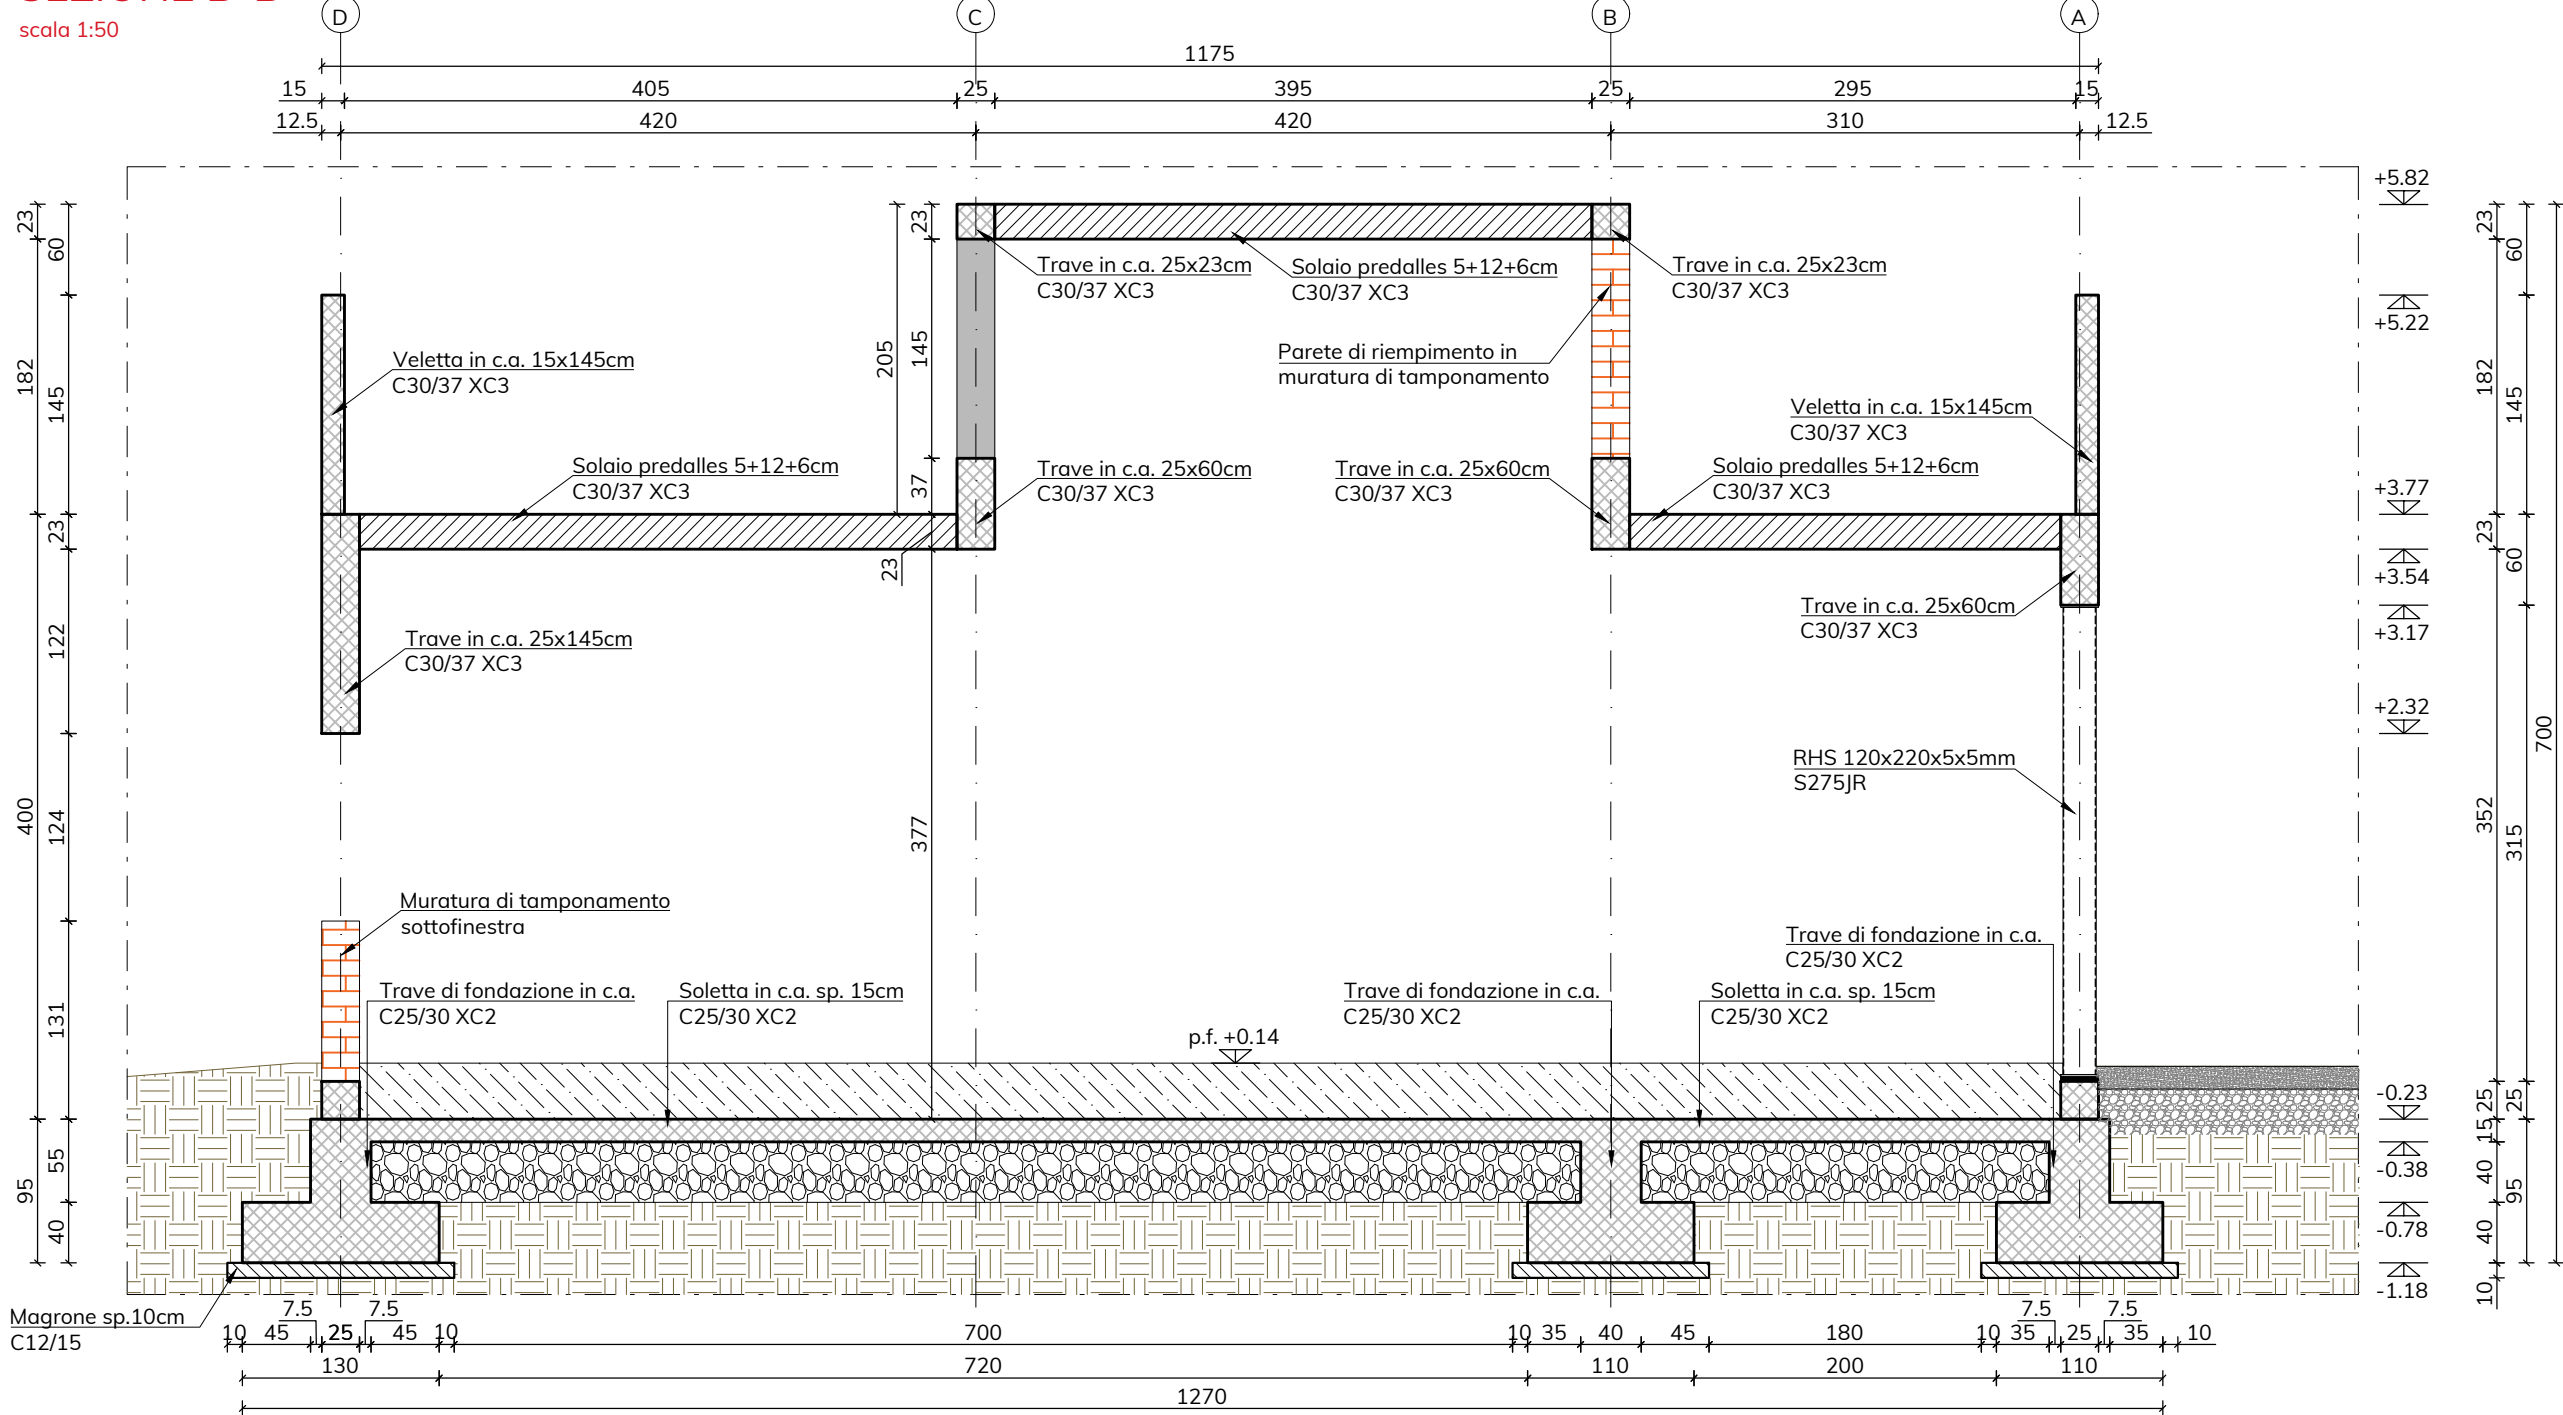 scala 1:50
D
C
B
A
1175
15
405
25
395
25
295
15
12.5
420
420
310
12.5
+5.82
23
60
205
23
145
37
23
60
Trave in c.a. 25x23cm
C30/37 XC3
Solaio predalles 5+12+6cm
C30/37 XC3
Trave in c.a. 25x23cm
C30/37 XC3
+5.22
Veletta in c.a. 15x145cm
C30/37 XC3
Parete di riempimento in
muratura di tamponamento
182
145
182
145
Veletta in c.a. 15x145cm
C30/37 XC3
Solaio predalles 5+12+6cm
C30/37 XC3
Trave in c.a. 25x60cm
C30/37 XC3
Trave in c.a. 25x60cm
C30/37 XC3
Solaio predalles 5+12+6cm
C30/37 XC3
+3.77
23
23
23
60
+3.54
Trave in c.a. 25x60cm
C30/37 XC3
+3.17
122
Trave in c.a. 25x145cm
C30/37 XC3
+2.32
700
RHS 120x220x5x5mm
S275JR
400
124
377
352
315
Muratura di tamponamento
sottofinestra
Trave di fondazione in c.a.
C25/30 XC2
Trave di fondazione in c.a.
C25/30 XC2
Soletta in c.a. sp. 15cm
C25/30 XC2
Trave di fondazione in c.a.
C25/30 XC2
Soletta in c.a. sp. 15cm
C25/30 XC2
131
p.f. +0.14
-0.23
25
25
15
-0.38
55
40
95
95
-0.78
40
40
-1.18
10
Magrone sp.10cm
C12/15
7.5
7.5
7.5
7.5
10
45
25
45
10
700
10
35
40
45
180
10
35
25
35
10
130
720
110
200
110
1270